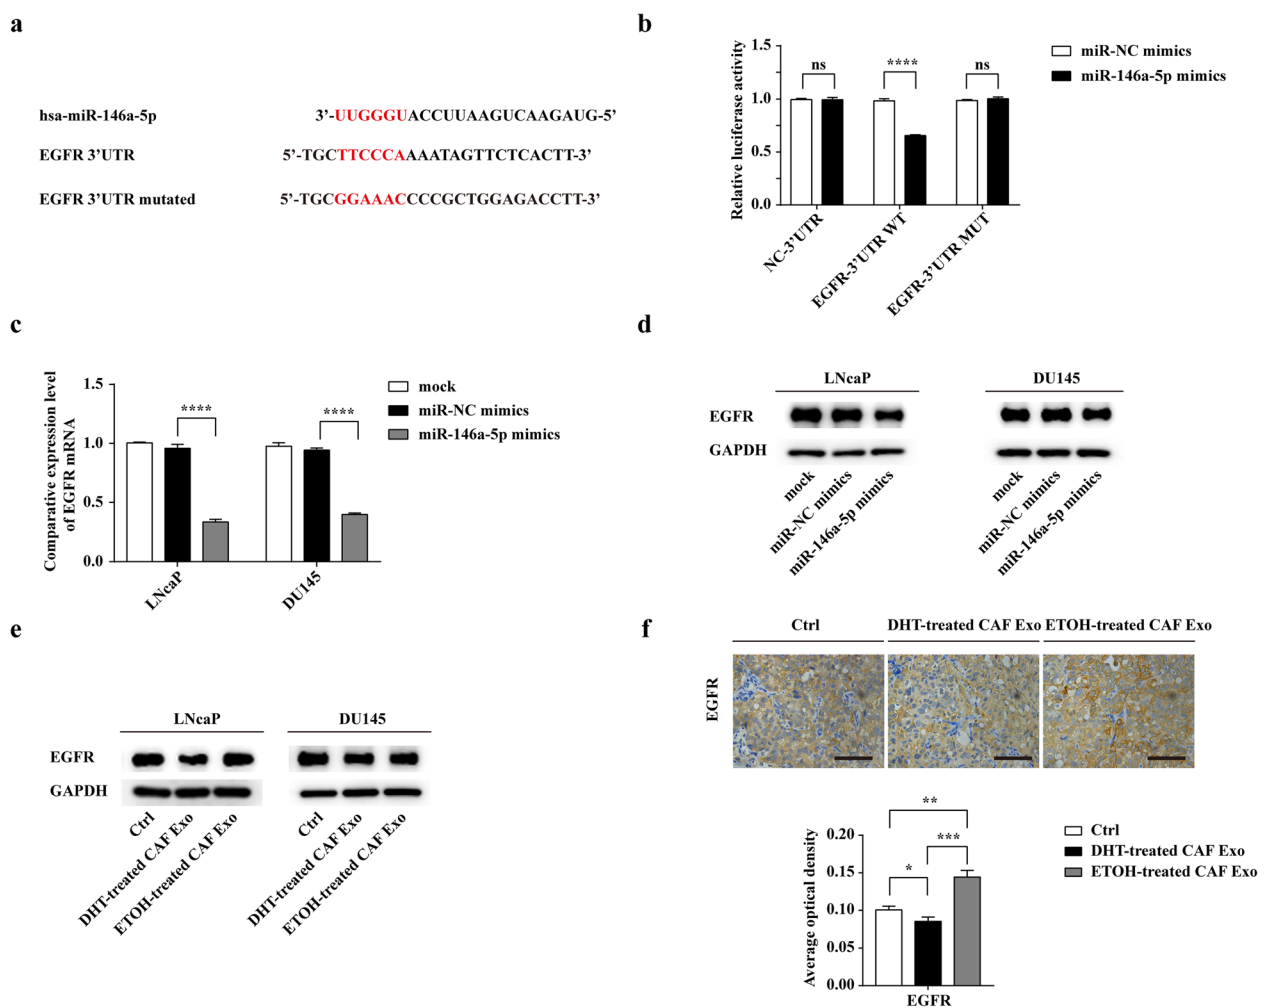 a
hsa-miR-146a-5p 3’-UUGGGUACCUUAAGUCAAGAUG-5’
EGFR 3’UTR 5’-TGCTTCCCAAAATAGTTCTCACTT-3’
EGFR 3’UTR mutated 5’-TGCGGAAACCCCGCTGGAGACCTT-3’
b
Relative luciferase activity
1.5
1.0
0.5
0.0
ns
****
ns
NC-3’UTR
EGFR-3’UTR WT
EGFR-3’UTR MUT
miR-NC mimics
miR-146a-5p mimics
c
Comparative expression level
of EGFR mRNA
1.5
1.0
0.5
0.0
****
****
LNcaP
DU145
mock
miR-NC mimics
miR-146a-5p mimics
d
LNcaP
DU145
EGFR
GAPDH
mock
miR-NC mimics
miR-146a-5p mimics
mock
miR-NC mimics
miR-146a-5p mimics
e
LNcaP
DU145
EGFR
GAPDH
Ctrl
DHT-treated CAF Exo
ETOH-treated CAF Exo
Ctrl
DHT-treated CAF Exo
ETOH-treated CAF Exo
f
Ctrl
DHT-treated CAF Exo
ETOH-treated CAF Exo
EGFR
Average optical density
0.20
0.15
0.10
0.05
0.00
**
***
*
EGFR
Ctrl
DHT-treated CAF Exo
ETOH-treated CAF Exo